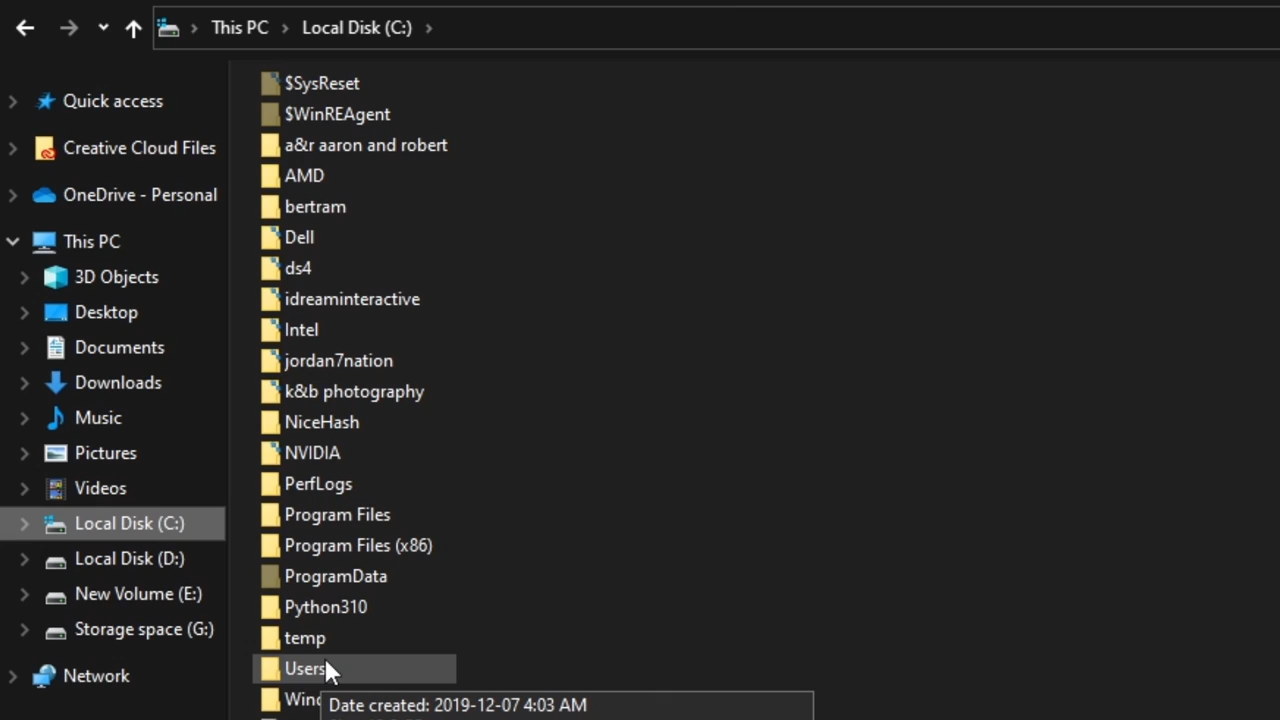 This PC > Local Disk (C:) >
Quick access
Creative Cloud Files
OneDrive - Personal
This PC
3D Objects
Desktop
Documents
Downloads
Music
Pictures
Videos
Local Disk (C:)
Local Disk (D:)
New Volume (E:)
Storage space (G:)
Network
$SysReset
$WinREAgent
a&r aaron and robert
AMD
bertram
Dell
ds4
idreaminteractive
Intel
jordan7nation
k&b photography
NiceHash
NVIDIA
PerfLogs
Program Files
Program Files (x86)
ProgramData
Python310
temp
Users
Date created: 2019-12-07 4:03 AM